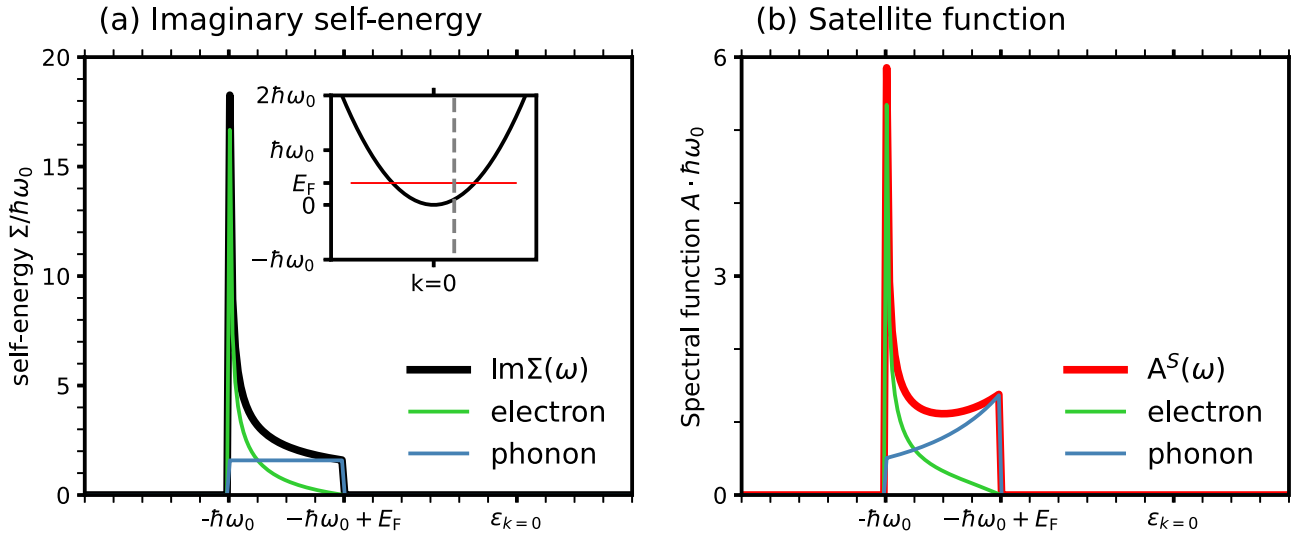 (a) Imaginary self-energy
self-energy Σ/ħω₀
20
15
10
5
0
2ħω₀
ħω₀
E_F
0
−ħω₀
k=0
ImΣ(ω)
electron
phonon
-ħω₀
−ħω₀ + E_F
ε_{k=0}
(b) Satellite function
Spectral function A · ħω₀
6
3
0
A^S(ω)
electron
phonon
-ħω₀
−ħω₀ + E_F
ε_{k=0}